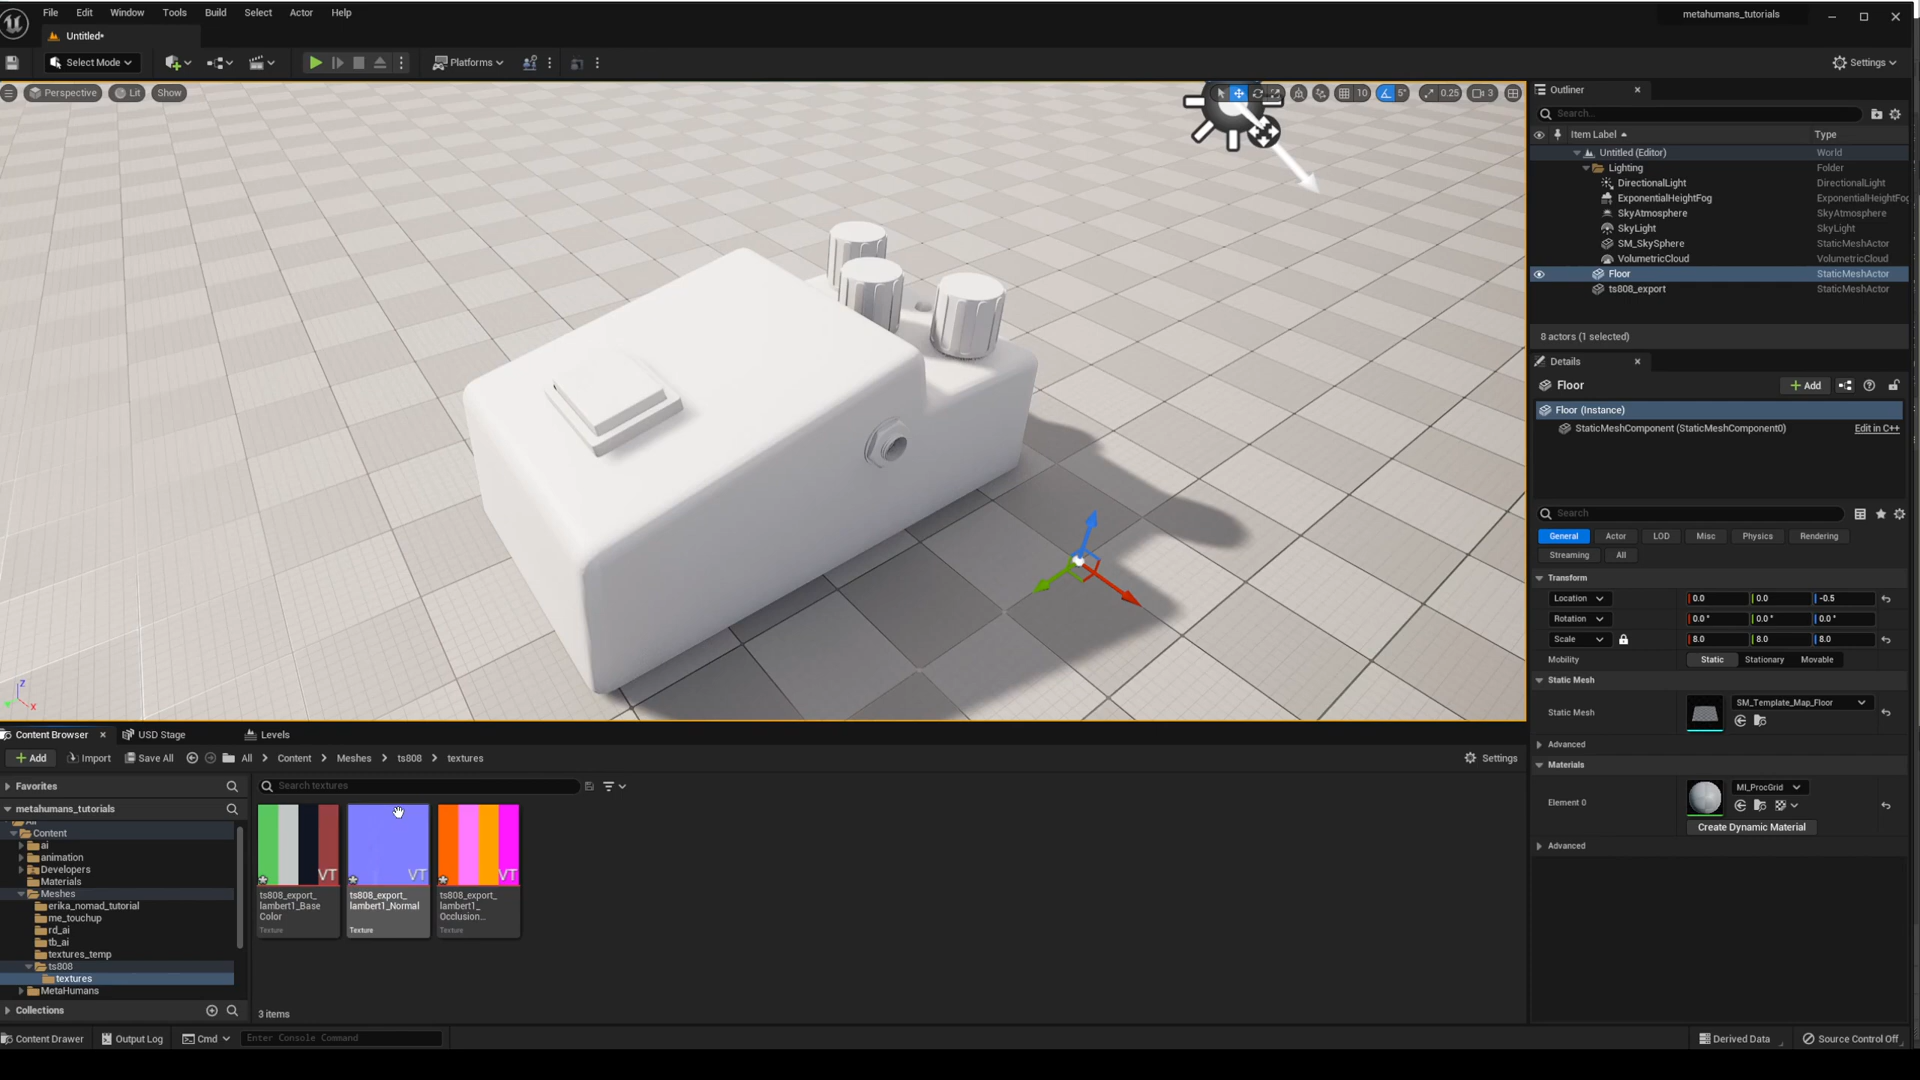 File Edit Window Tools Build Select Actor Help
metahumans_tutorials
Untitled*
Select Mode
Platforms
Settings
Perspective Lit Show
10 5° 0.25 3
Outliner
Search...
Item Label Type
Untitled (Editor) World
Lighting Folder
DirectionalLight DirectionalLight
ExponentialHeightFog ExponentialHeightFog
SkyAtmosphere SkyAtmosphere
SkyLight SkyLight
SM_SkySphere StaticMeshActor
VolumetricCloud VolumetricCloud
Floor StaticMeshActor
ts808_export StaticMeshActor
8 actors (1 selected)
Details
Floor
Add
Floor (Instance)
StaticMeshComponent (StaticMeshComponent0) Edit in C++
Search
General Actor LOD Misc Physics Rendering
Streaming All
Transform
Location 0.0 0.0 -0.5
Rotation 0.0° 0.0° 0.0°
Scale 8.0 8.0 8.0
Mobility Static Stationary Movable
Static Mesh
Static Mesh SM_Template_Map_Floor
Advanced
Materials
Element 0 MI_ProcGrid
Create Dynamic Material
Advanced
Z
X
Content Browser USD Stage Levels
Add Import Save All All Content Meshes ts808 textures Settings
Favorites
metahumans_tutorials
All
Content
ai
animation
Developers
Materials
Meshes
erika_nomad_tutorial
me_touchup
rd_ai
tb_ai
textures_temp
ts808
textures
MetaHumans
Collections
Search textures
VT VT VT
ts808_export_
lambert1_Base
Color
Texture
ts808_export_
lambert1_Normal
Texture
ts808_export_
lambert1_
Occlusion...
Texture
3 items
Content Drawer Output Log Cmd Enter Console Command Derived Data Source Control Off